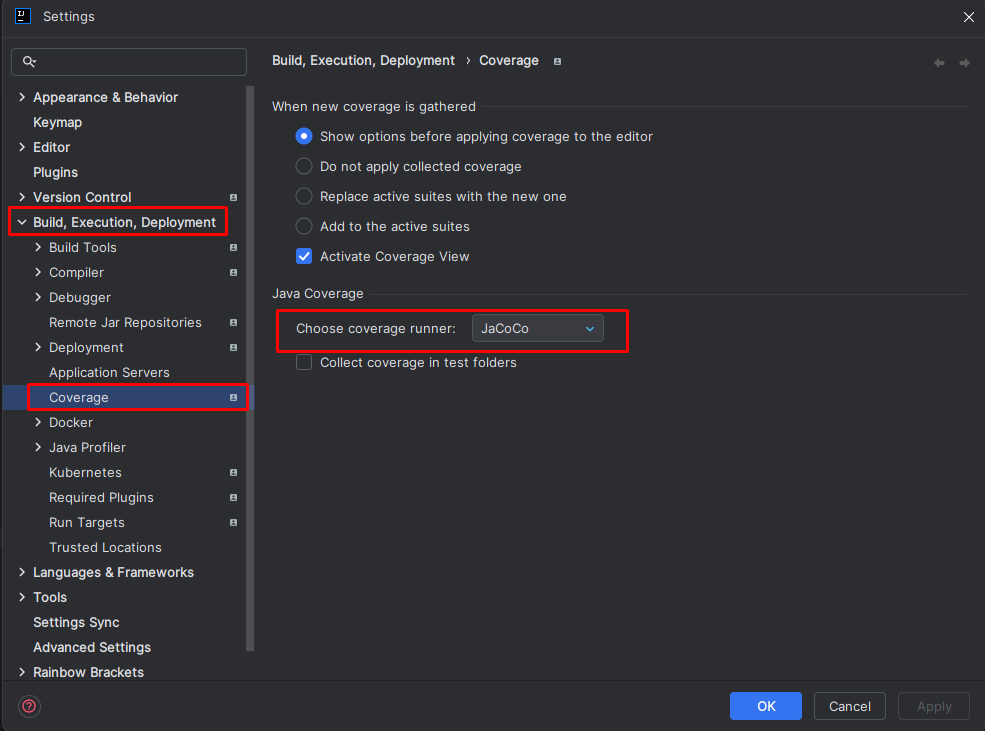 Settings
Appearance & Behavior
Keymap
Editor
Plugins
Version Control
Build, Execution, Deployment
Build Tools
Compiler
Debugger
Remote Jar Repositories
Deployment
Application Servers
Coverage
Docker
Java Profiler
Kubernetes
Required Plugins
Run Targets
Trusted Locations
Languages & Frameworks
Tools
Settings Sync
Advanced Settings
Rainbow Brackets
Build, Execution, Deployment › Coverage
When new coverage is gathered
Show options before applying coverage to the editor
Do not apply collected coverage
Replace active suites with the new one
Add to the active suites
Activate Coverage View
Java Coverage
Choose coverage runner: JaCoCo
Collect coverage in test folders
?
OK Cancel Apply